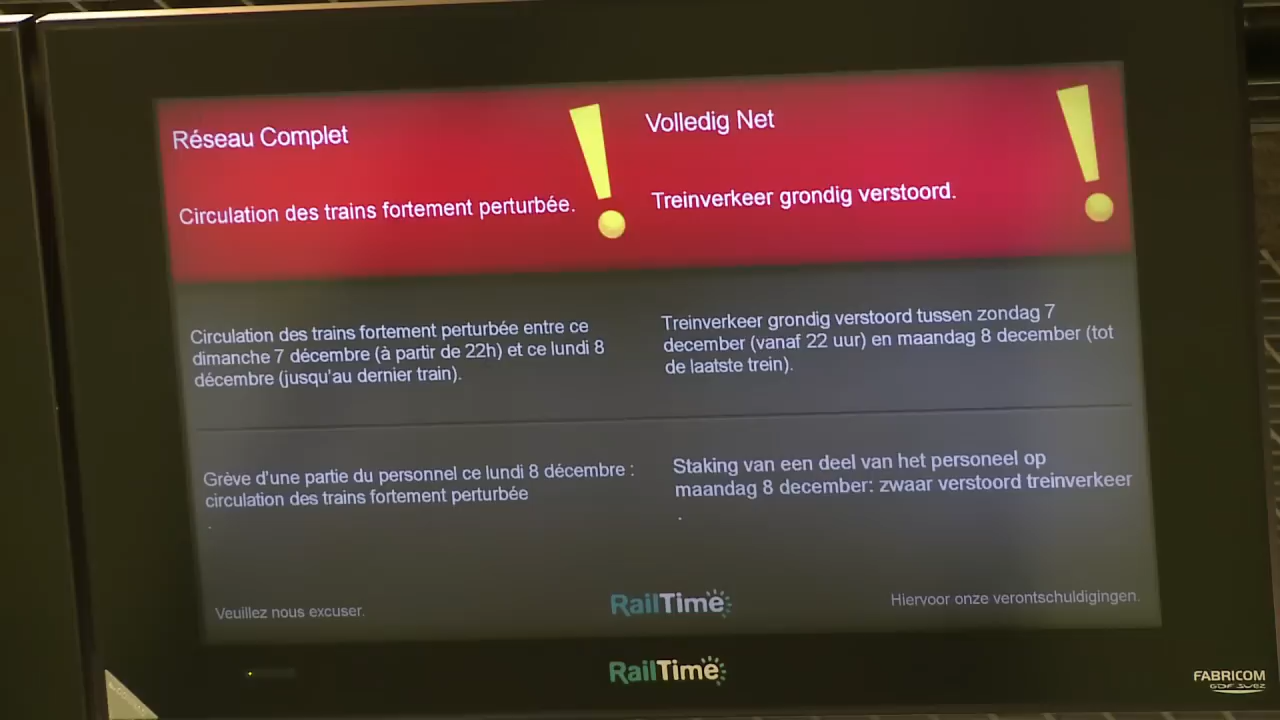 Réseau Complet
Circulation des trains fortement perturbée.
Volledig Net
Treinverkeer grondig verstoord.
Circulation des trains fortement perturbée entre ce
dimanche 7 décembre (à partir de 22h) et ce lundi 8
décembre (jusqu'au dernier train).
Treinverkeer grondig verstoord tussen zondag 7
december (vanaf 22 uur) en maandag 8 december (tot
de laatste trein).
Grève d'une partie du personnel ce lundi 8 décembre :
circulation des trains fortement perturbée
.
Staking van een deel van het personeel op
maandag 8 december: zwaar verstoord treinverkeer
.
Veuillez nous excuser.
RailTime
Hiervoor onze verontschuldigingen.
RailTime
FABRICOM
GDF SUEZ